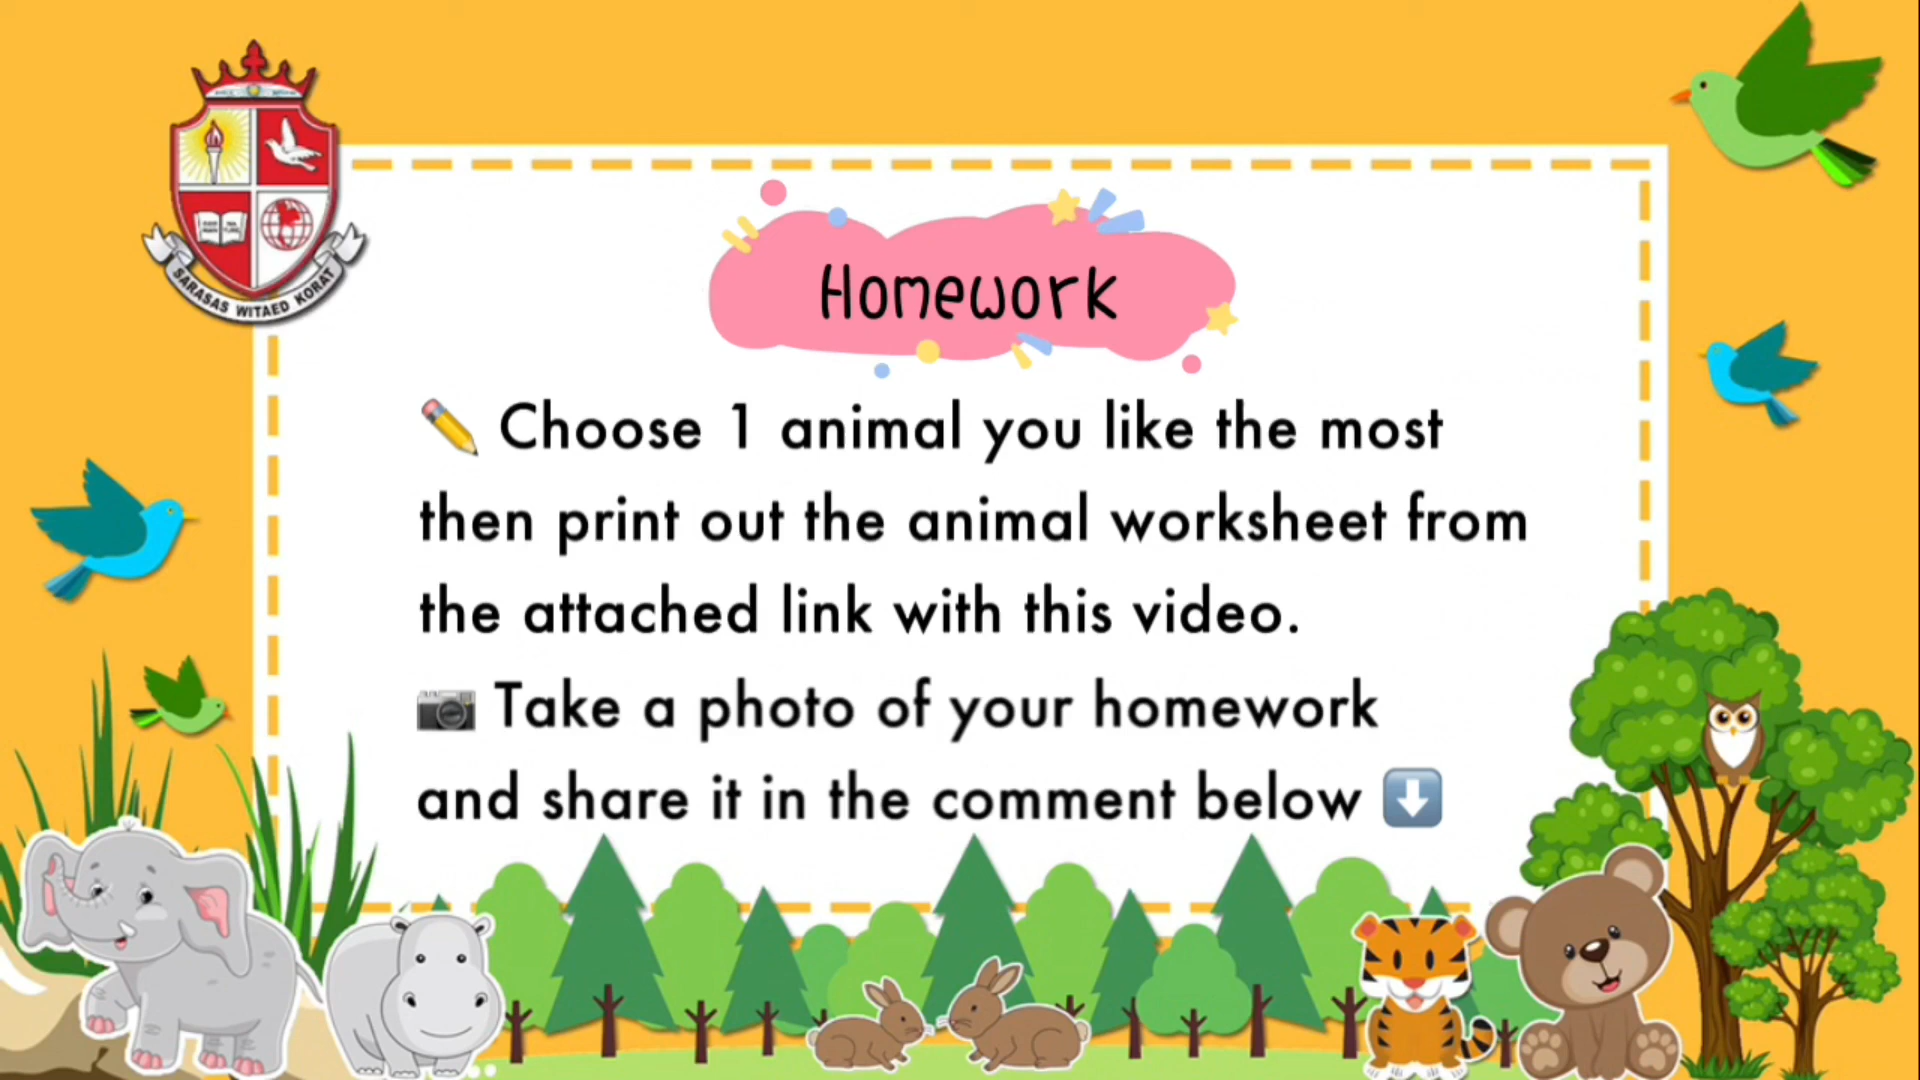 SARASAS WITAED KORAT
Homework
Choose 1 animal you like the most
then print out the animal worksheet from
the attached link with this video.
Take a photo of your homework
and share it in the comment below